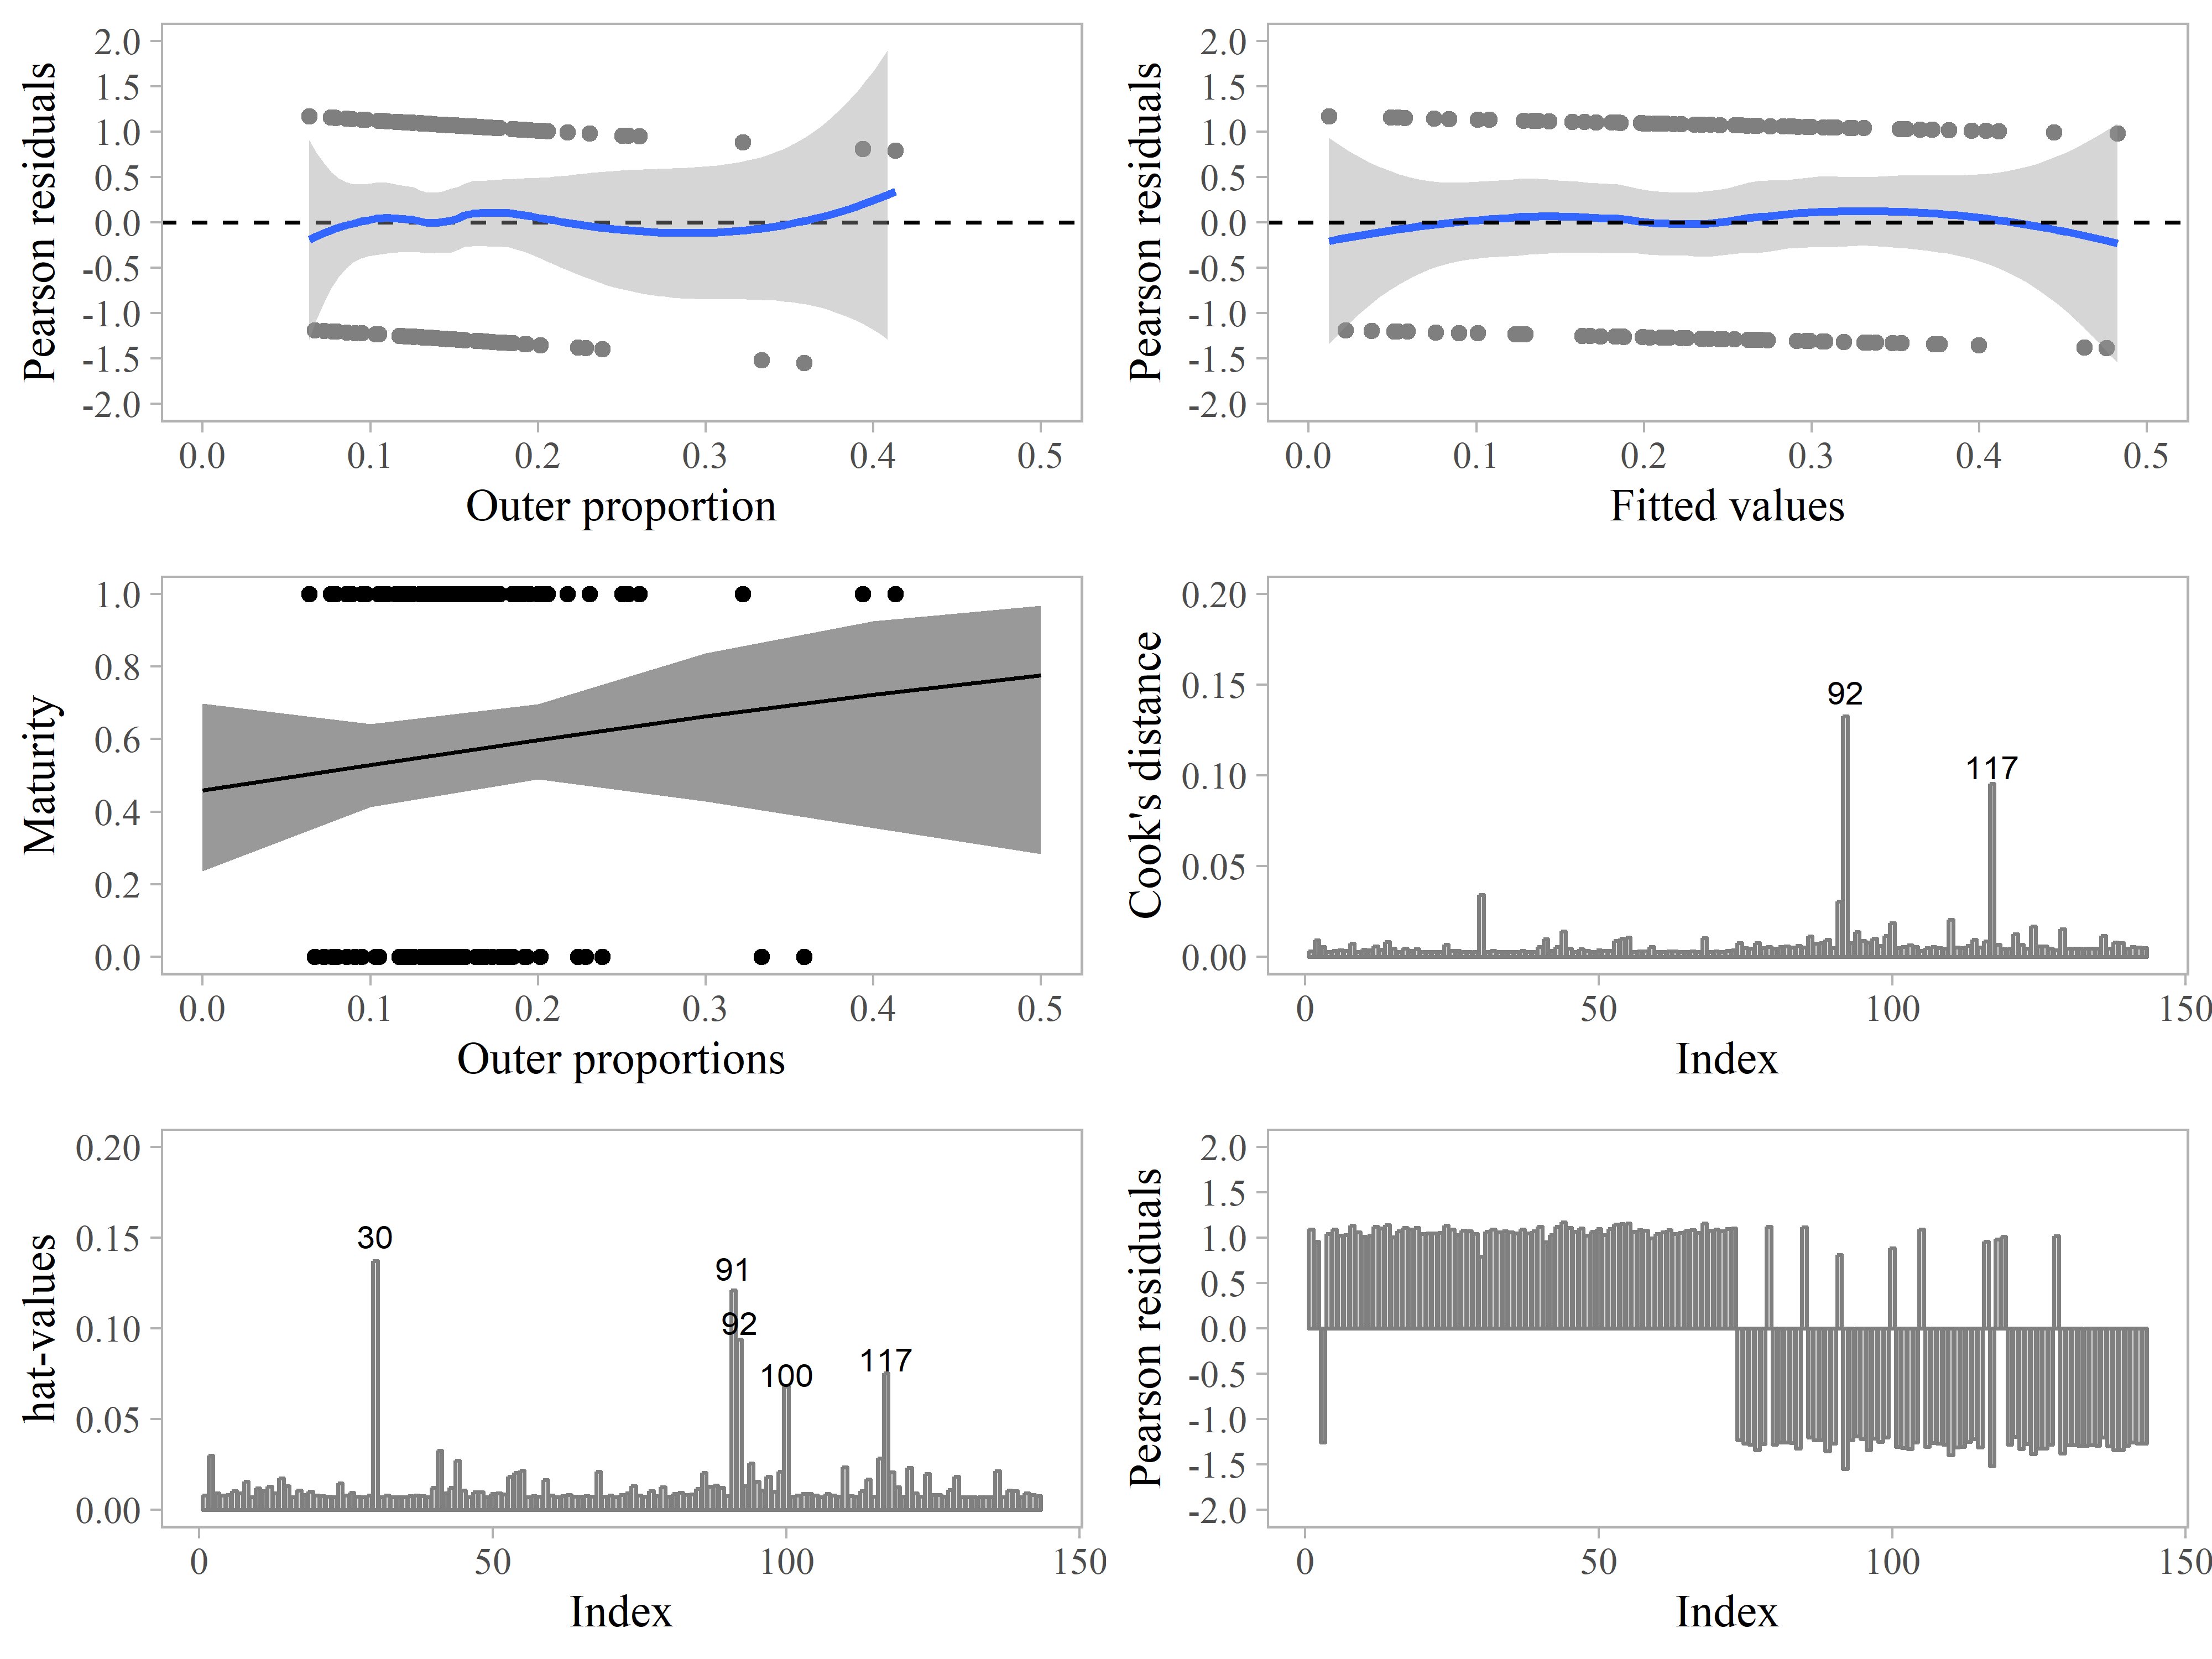 Pearson residuals
2.0
1.5
1.0
0.5
0.0
-0.5
-1.0
-1.5
-2.0
0.0 0.1 0.2 0.3 0.4 0.5
Outer proportion
Pearson residuals
2.0
1.5
1.0
0.5
0.0
-0.5
-1.0
-1.5
-2.0
0.0 0.1 0.2 0.3 0.4 0.5
Fitted values
Maturity
1.0
0.8
0.6
0.4
0.2
0.0
0.0 0.1 0.2 0.3 0.4 0.5
Outer proportions
Cook's distance
0.20
0.15
0.10
0.05
0.00
92
117
0 50 100 150
Index
hat-values
0.20
0.15
0.10
0.05
0.00
30
91
92
100
117
0 50 100 150
Index
Pearson residuals
2.0
1.5
1.0
0.5
0.0
-0.5
-1.0
-1.5
-2.0
0 50 100 150
Index